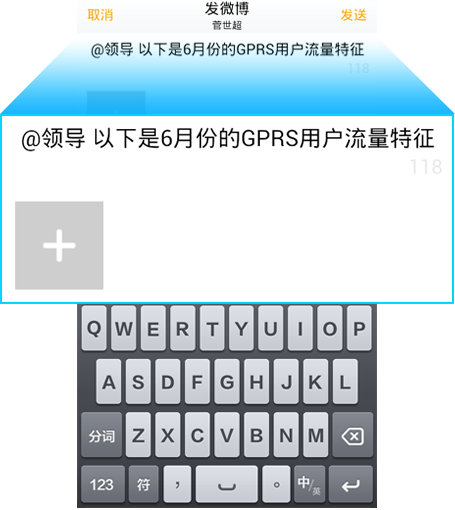 取消 发微博 发送
菅世超
@领导 以下是6月份的GPRS用户流量特征
118
@领导 以下是6月份的GPRS用户流量特征
118
Q W E R T Y U I O P
A S D F G H J K L
分词 Z X C V B N M
123 符 , 。 中/英